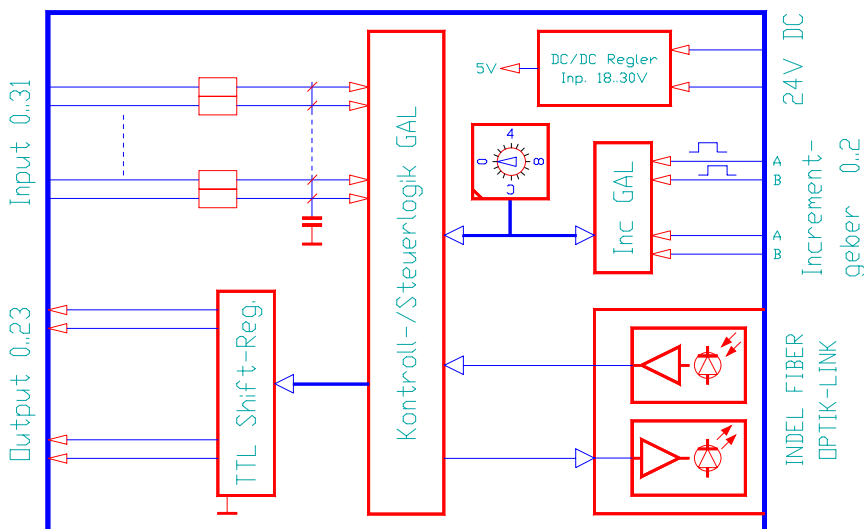 Input 0..31
Output 0..23
TTL Shift-Reg.
Kontroll-/Steuerlogik GAL
5V
DC/DC Regler
Inp. 18..30V
24V DC
0
4
8
C
Inc GAL
A
B
A
B
Increment-
geber 0..2
INDEL FIBER
OPTIK-LINK